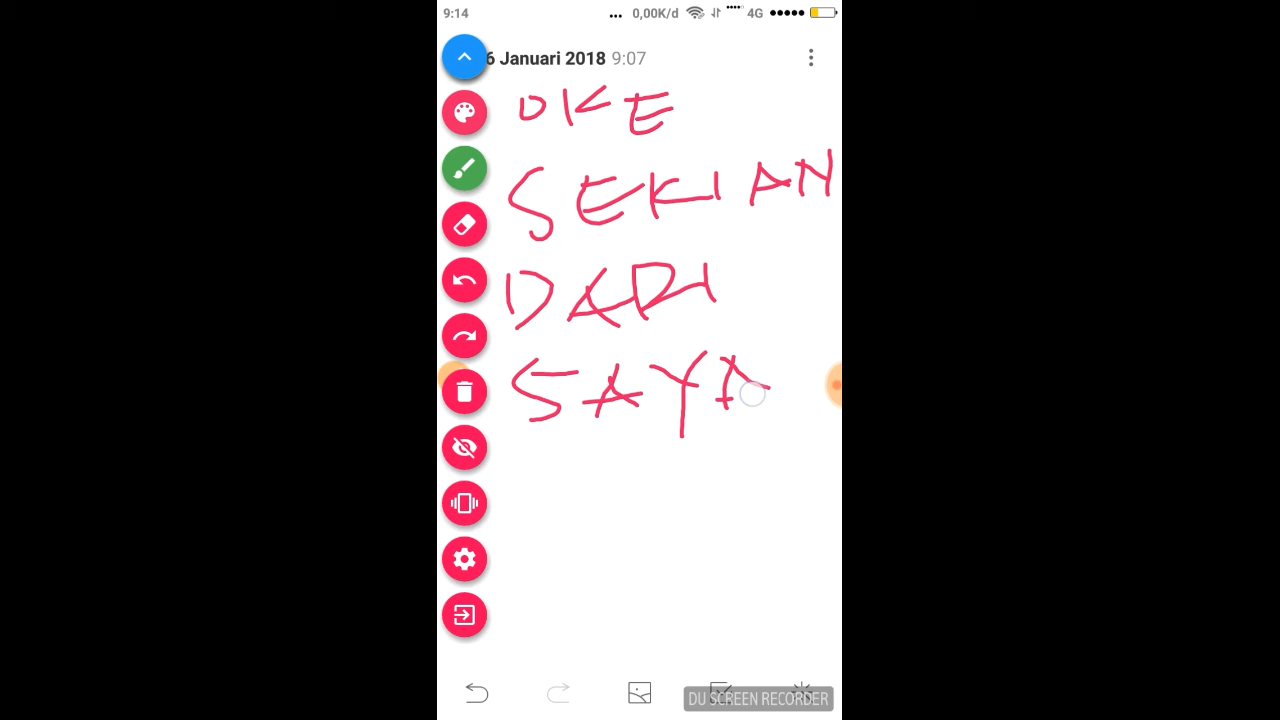 9:14 ... 0,00K/d 4G
6 Januari 2018 9:07
OKE
SEKIAN
DARI
SAYA
DU SCREEN RECORDER